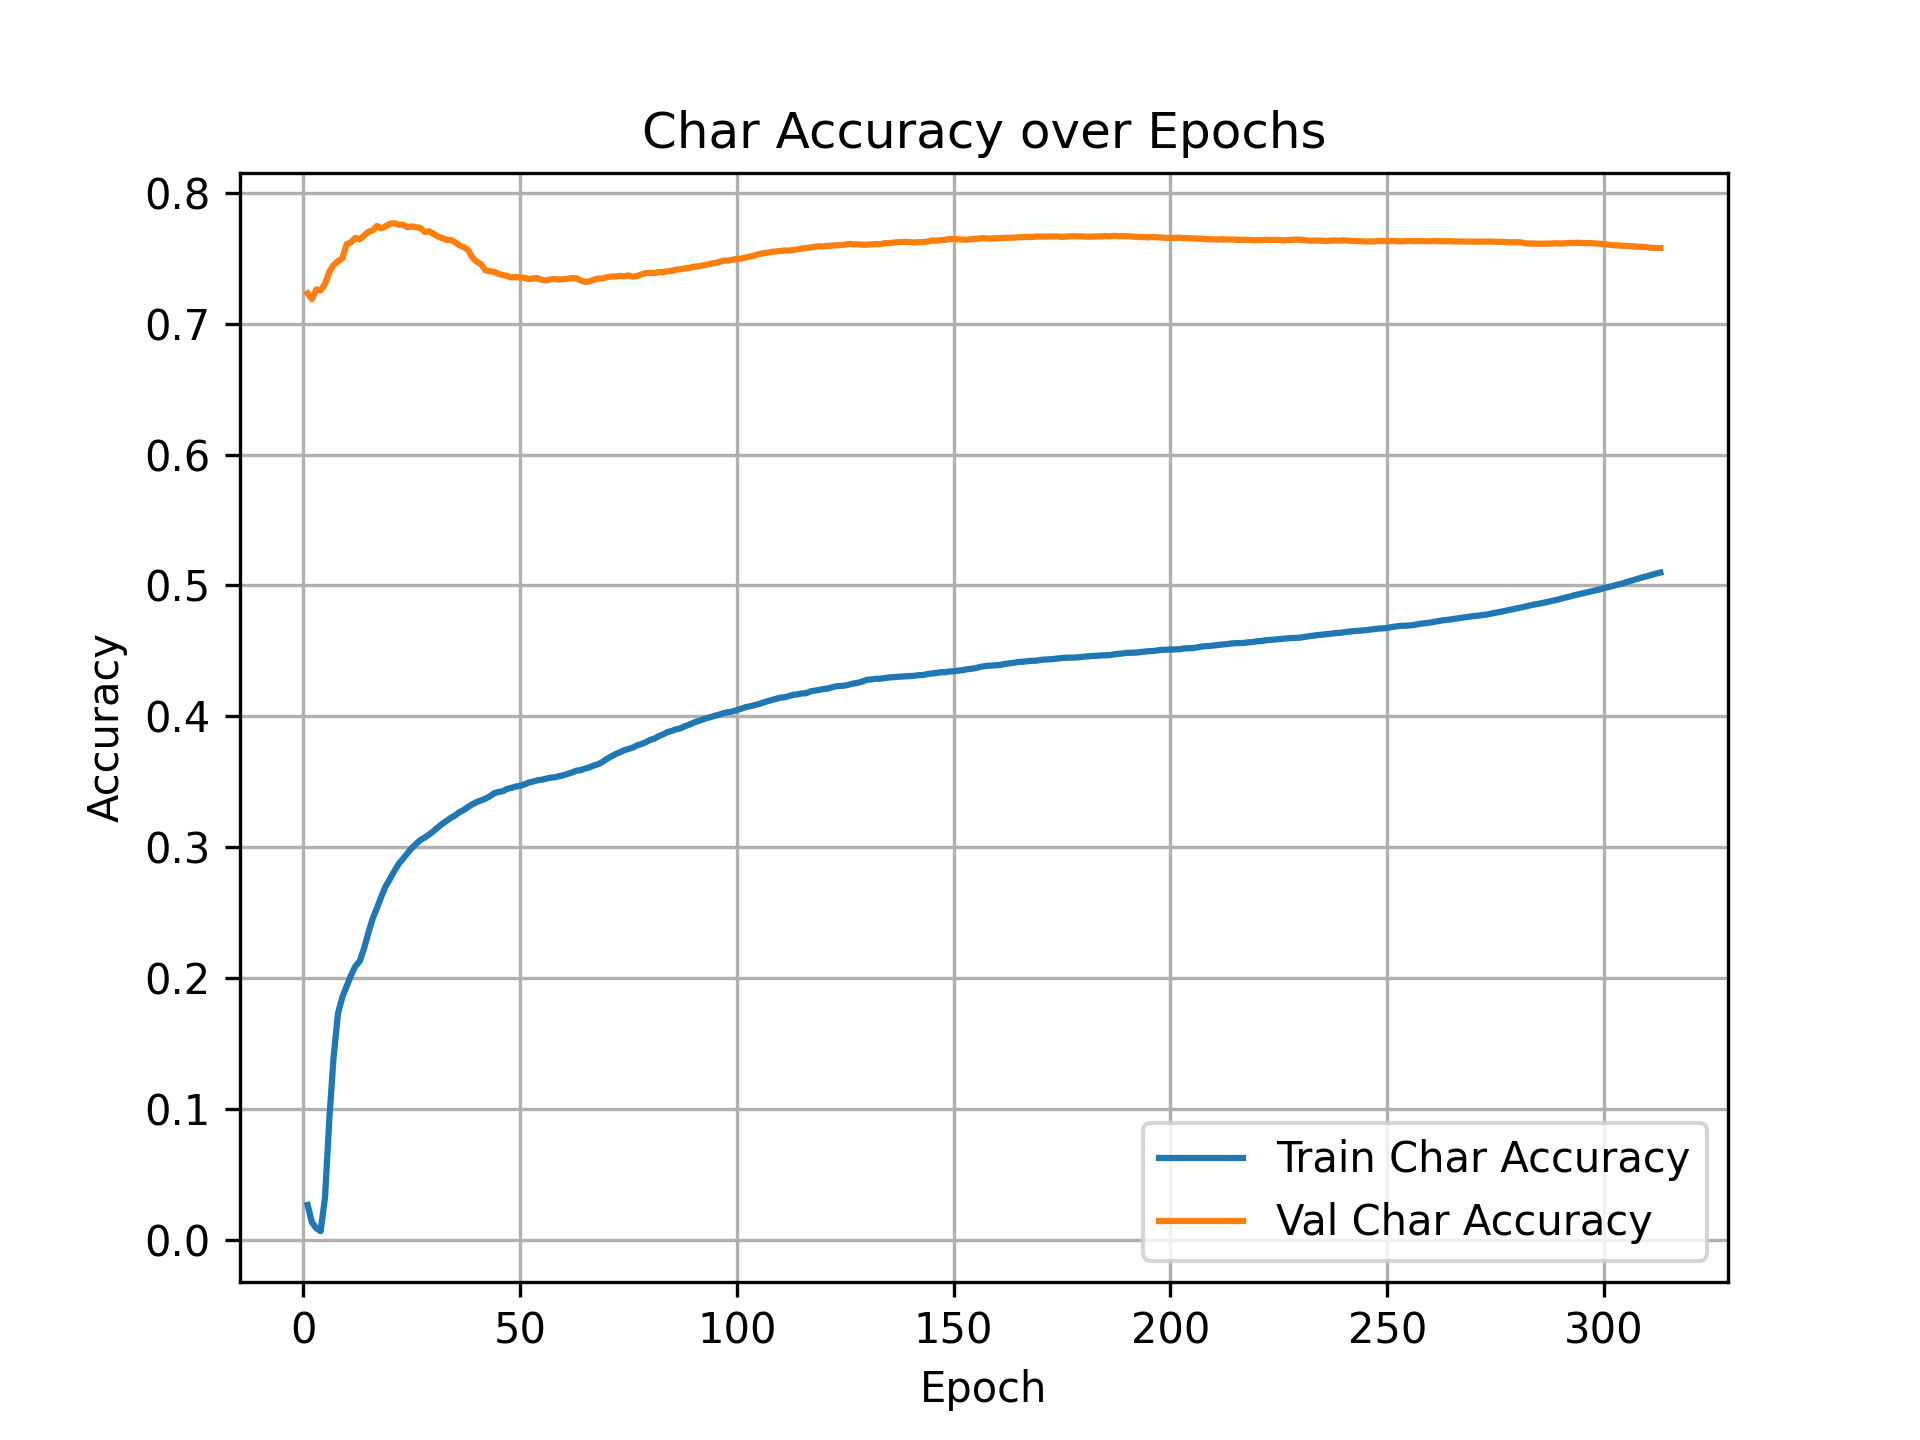 Char Accuracy over Epochs
0.8
0.7
0.6
0.5
0.4
0.3
0.2
0.1
0.0
Accuracy
Train Char Accuracy
Val Char Accuracy
0 50 100 150 200 250 300
Epoch